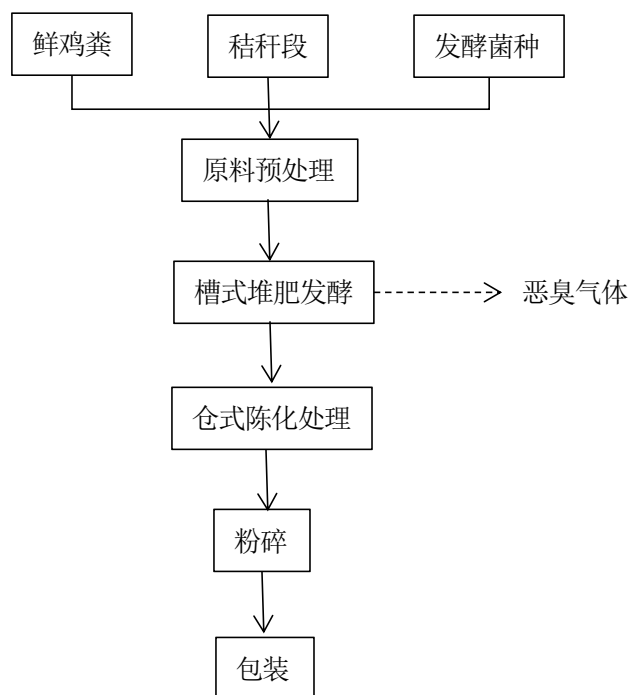 鲜鸡粪
秸秆段
发酵菌种
原料预处理
槽式堆肥发酵
恶臭气体
仓式陈化处理
粉碎
包装